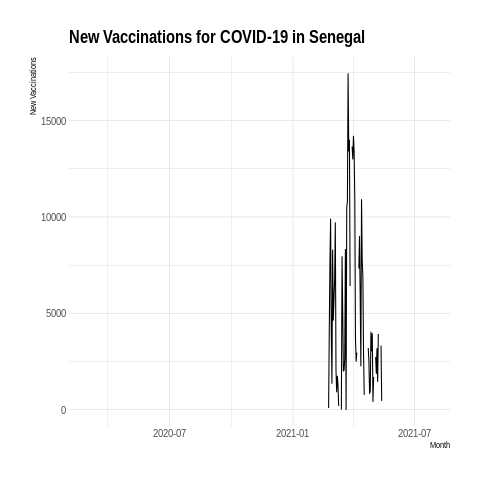 New Vaccinations for COVID-19 in Senegal
New Vaccinations
15000
10000
5000
0
2020-07 2021-01 2021-07
Month